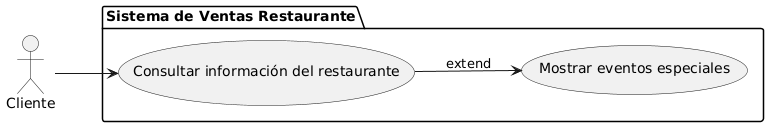 Sistema de Ventas Restaurante
Cliente
Consultar información del restaurante
extend
Mostrar eventos especiales